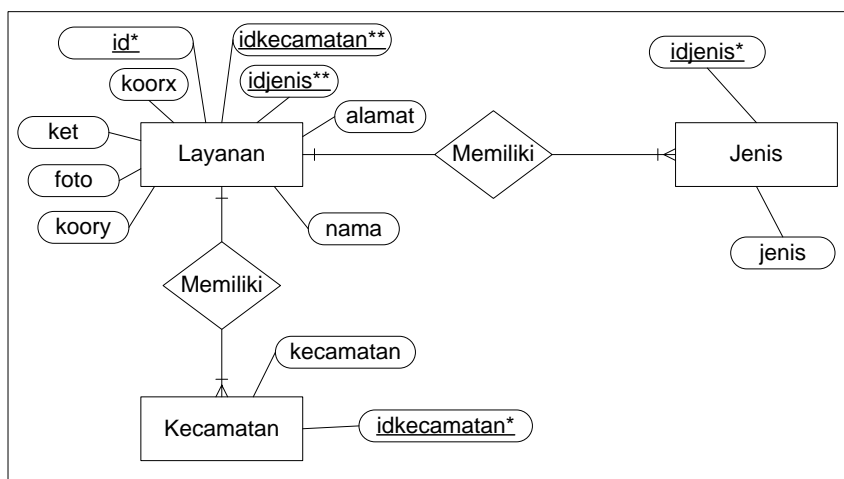 id*
idkecamatan**
idjenis*
koorx
idjenis**
alamat
ket
Layanan
Memiliki
Jenis
foto
koory
nama
jenis
Memiliki
kecamatan
Kecamatan
idkecamatan*